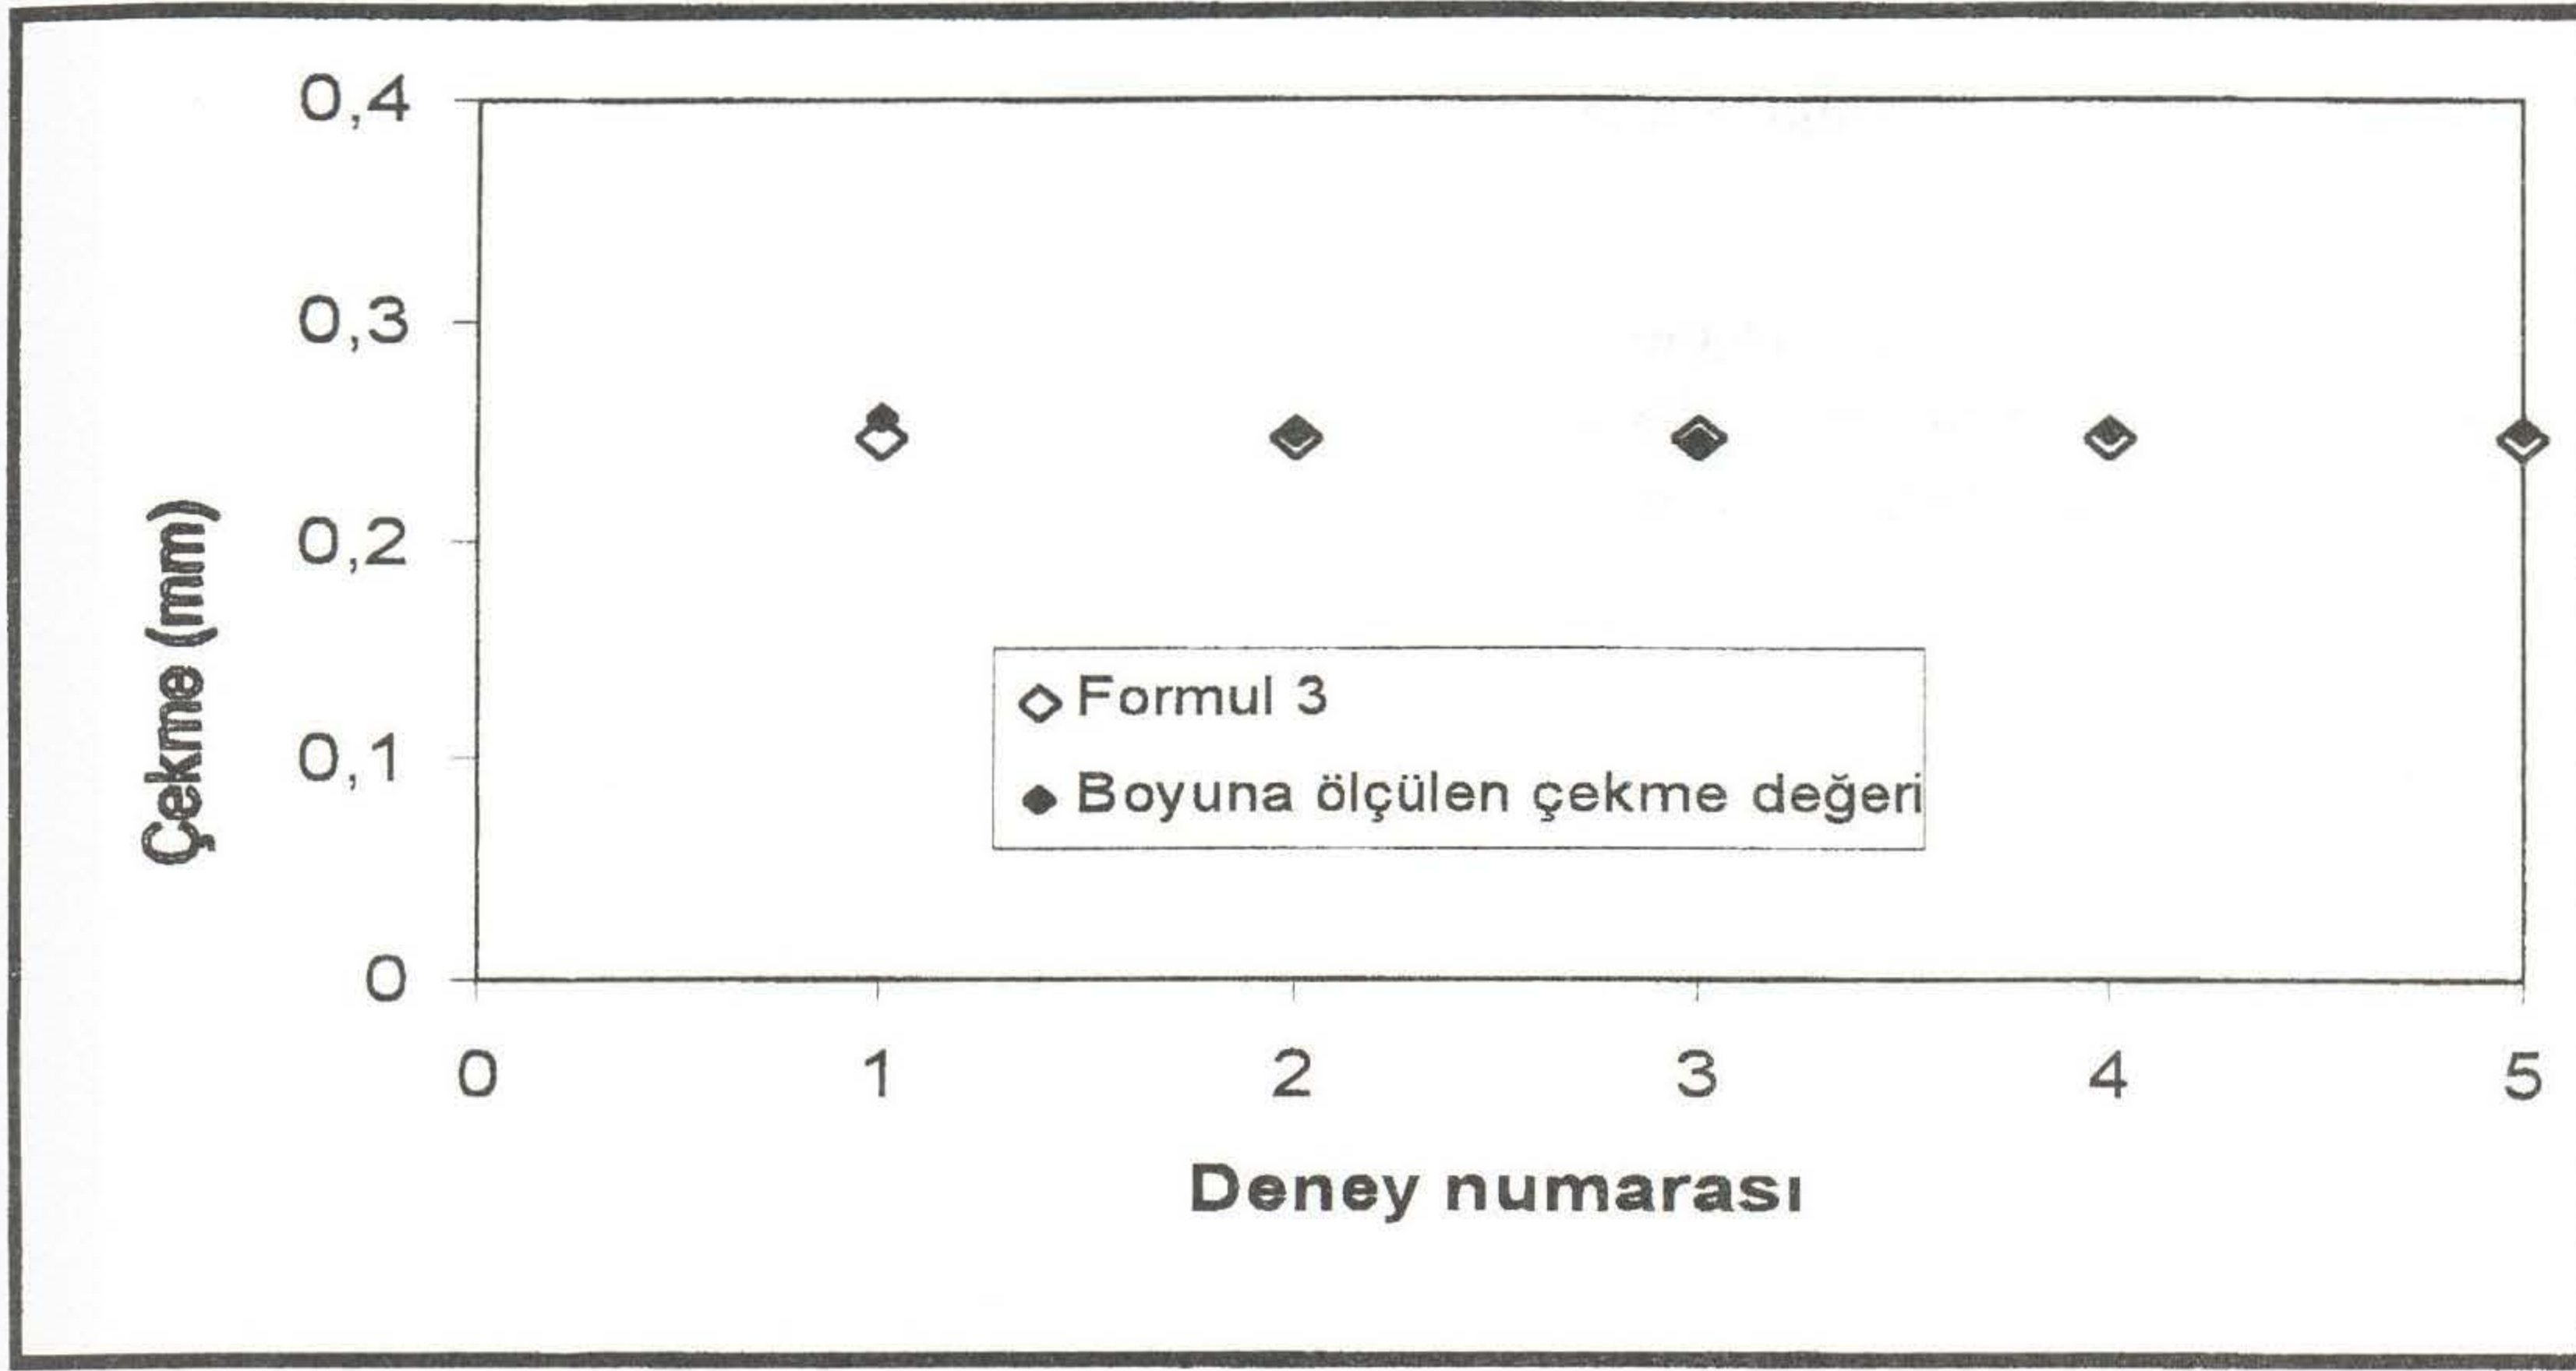 0,4
0,3
0,2
0,1
0
Çekme (mm)
Formul 3
Boyuna ölçülen çekme değeri
0 1 2 3 4 5
Deney numarası